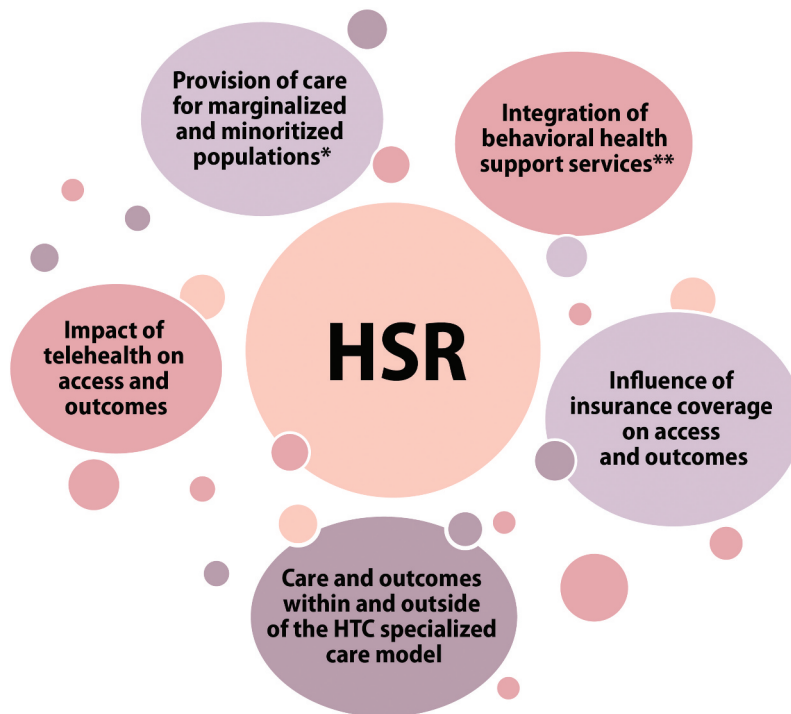 Provision of care
for marginalized
and minoritized
populations*
Integration of
behavioral health
support services**
HSR
Impact of
telehealth on
access and
outcomes
Influence of
insurance coverage
on access
and outcomes
Care and outcomes
within and outside
of the HTC specialized
care model